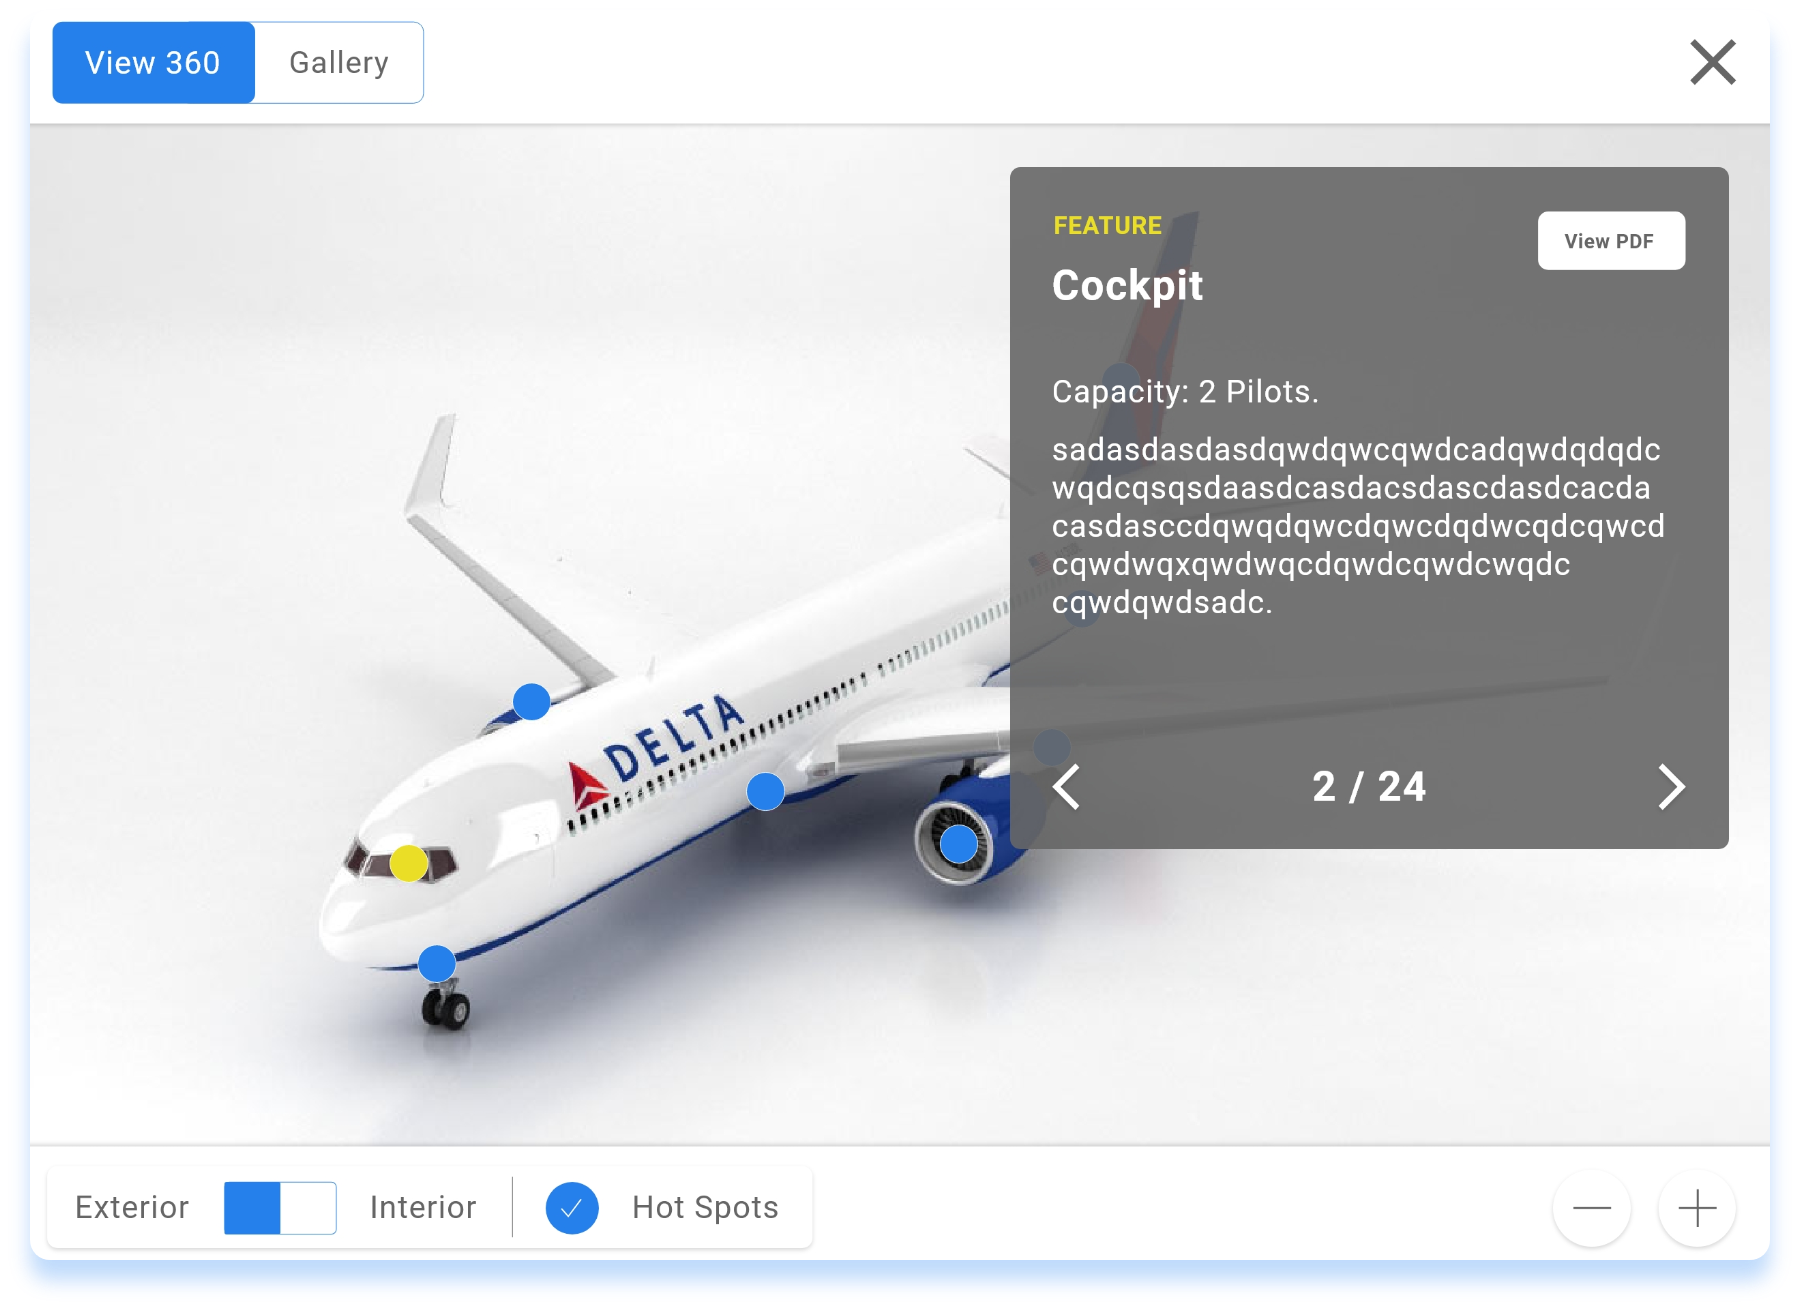 View 360
Gallery
FEATURE
View PDF
Cockpit
Capacity: 2 Pilots.
sadasdasdasdqwdqwcqwdcadqwdqdqdc
wqdcqsqsdaasdcasdacsdascdasdcacda
casdasccdqwqdqwcdqwcdqdwcqdcqwcd
cqwdwqxqwdwqcdqwdcqwdcwqdc
cqwdqwdsadc.
DELTA
2 / 24
Exterior
Interior
Hot Spots